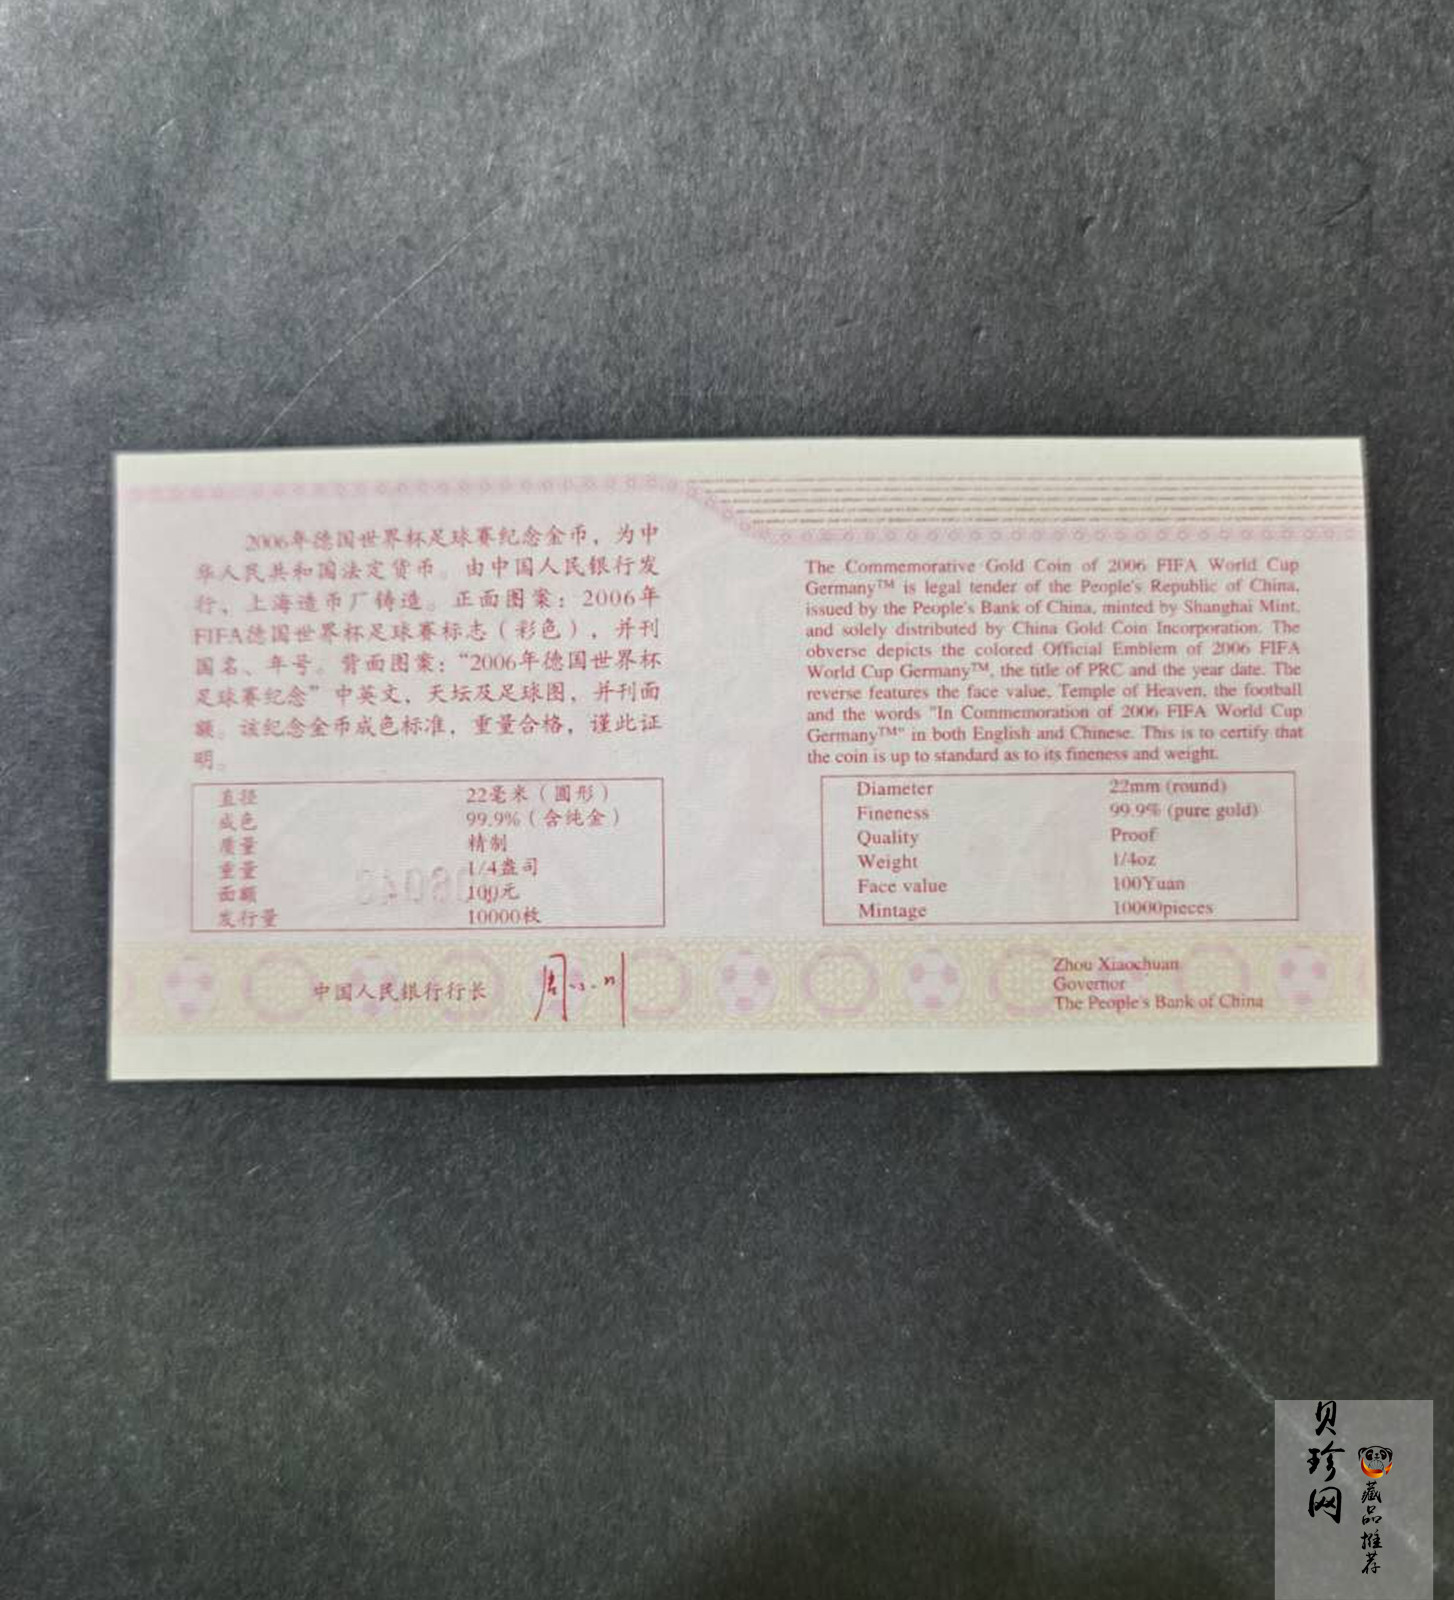 2006年德国世界杯足球赛纪念金币，为中
华人民共和国法定货币。由中国人民银行发
行，上海造币厂铸造。正面图案：2006年
FIFA德国世界杯足球赛标志（彩色），并刊
国名、年号。背面图案：“2006年德国世界杯
足球赛纪念”中英文，天坛及足球图，并刊面
额。该纪念金币成色标准，重量合格，谨此证
明。
直径 22毫米（圆形）
成色 99.9%（含纯金）
质量 精制
重量 1/4盎司
面额 100元
发行量 10000枚
中国人民银行行长 周小川
The Commemorative Gold Coin of 2006 FIFA World Cup
Germany™ is legal tender of the People's Republic of China,
issued by the People's Bank of China, minted by Shanghai Mint,
and solely distributed by China Gold Coin Incorporation. The
obverse depicts the colored Official Emblem of 2006 FIFA
World Cup Germany™, the title of PRC and the year date. The
reverse features the face value, Temple of Heaven, the football
and the words "In Commemoration of 2006 FIFA World Cup
Germany™" in both English and Chinese. This is to certify that
the coin is up to standard as to its fineness and weight.
Diameter 22mm (round)
Fineness 99.9% (pure gold)
Quality Proof
Weight 1/4oz
Face value 100Yuan
Mintage 10000pieces
Zhou Xiaochuan
Governor
The People's Bank of China
贝珍网
藏品推荐